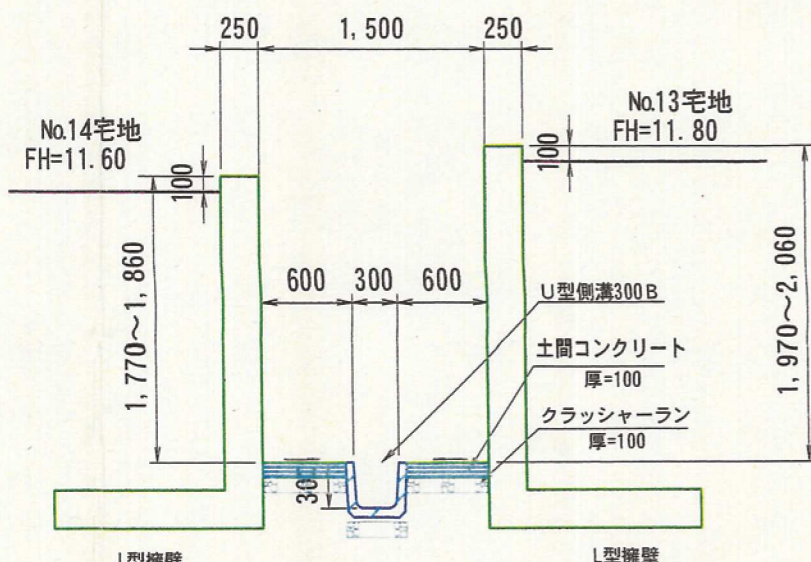 250
1,500
250
No.14宅地
FH=11.60
No.13宅地
FH=11.80
100
100
1,770～1,860
1,970～2,060
600
300
600
U型側溝300B
土間コンクリート
厚=100
クラッシャーラン
厚=100
L型擁壁
L型擁壁